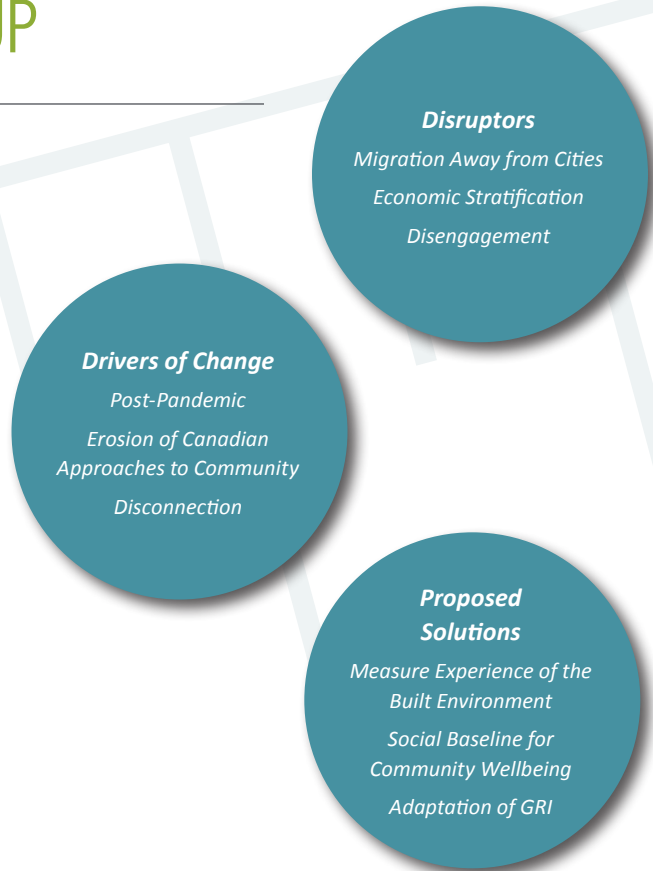 UP
Disruptors
Migration Away from Cities
Economic Stratification
Disengagement
Drivers of Change
Post-Pandemic
Erosion of Canadian
Approaches to Community
Disconnection
Proposed
Solutions
Measure Experience of the
Built Environment
Social Baseline for
Community Wellbeing
Adaptation of GRI